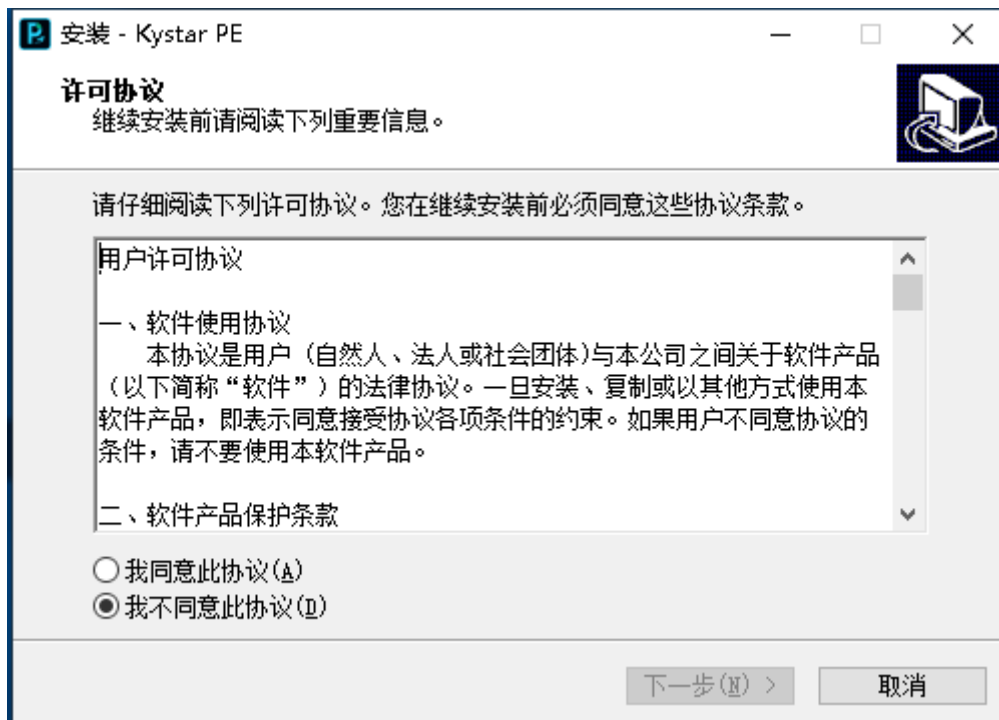 安装 - Kystar PE
许可协议
继续安装前请阅读下列重要信息。
请仔细阅读下列许可协议。您在继续安装前必须同意这些协议条款。
用户许可协议
一、软件使用协议
本协议是用户（自然人、法人或社会团体)与本公司之间关于软件产品
（以下简称“软件”）的法律协议。一旦安装、复制或以其他方式使用本
软件产品，即表示同意接受协议各项条件的约束。如果用户不同意协议的
条件，请不要使用本软件产品。
二、软件产品保护条款
我同意此协议(A)
我不同意此协议(D)
下一步(N) >
取消